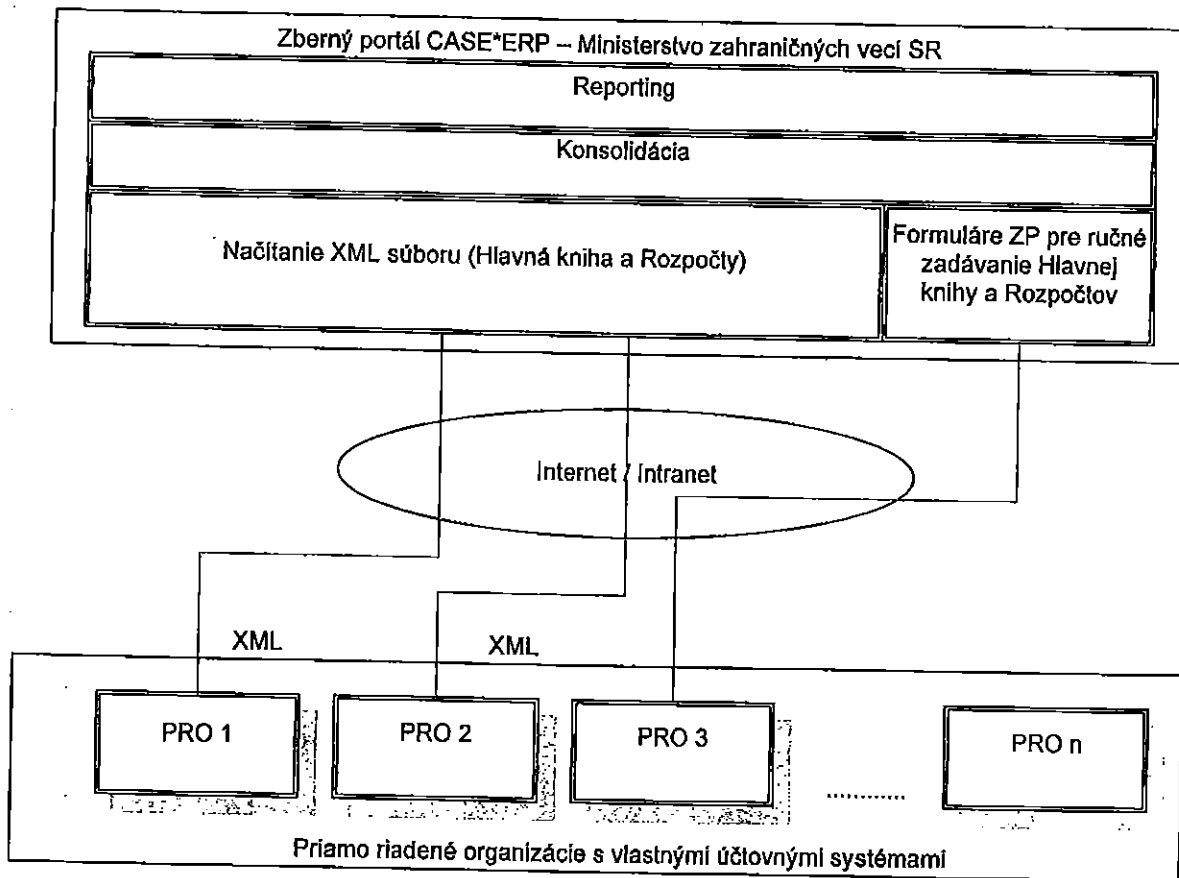 Zberný portál CASE*ERP – Ministerstvo zahraničných vecí SR
Reporting
Konsolidácia
Načítanie XML súboru (Hlavná kniha a Rozpočty)
Formuláre ZP pre ručné
zadávanie Hlavnej
knihy a Rozpočtov
Internet / Intranet
XML
XML
PRO 1
PRO 2
PRO 3
..........
PRO n
Priamo riadené organizácie s vlastnými účtovnými systémami